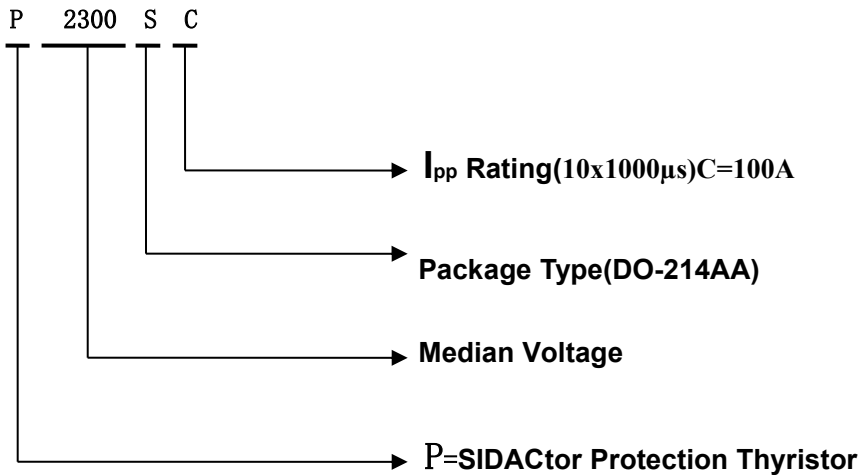 P 2300 S C
Ipp Rating(10x1000µs)C=100A
Package Type(DO-214AA)
Median Voltage
P=SIDACtor Protection Thyristor